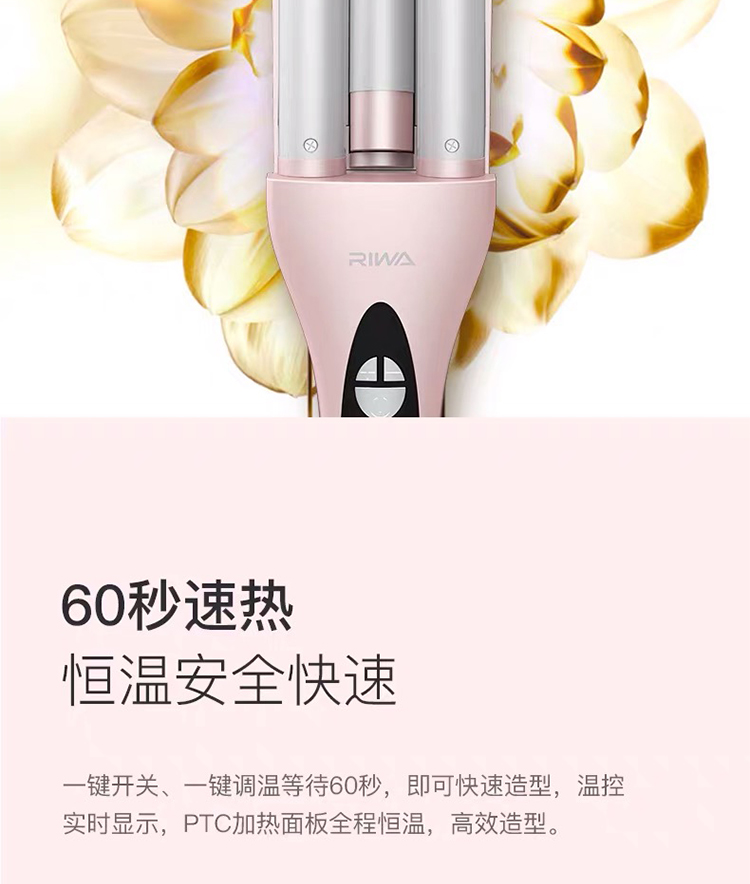 RIWA
60秒速热
恒温安全快速
一键开关、一键调温等待60秒，即可快速造型，温控
实时显示，PTC加热面板全程恒温，高效造型。